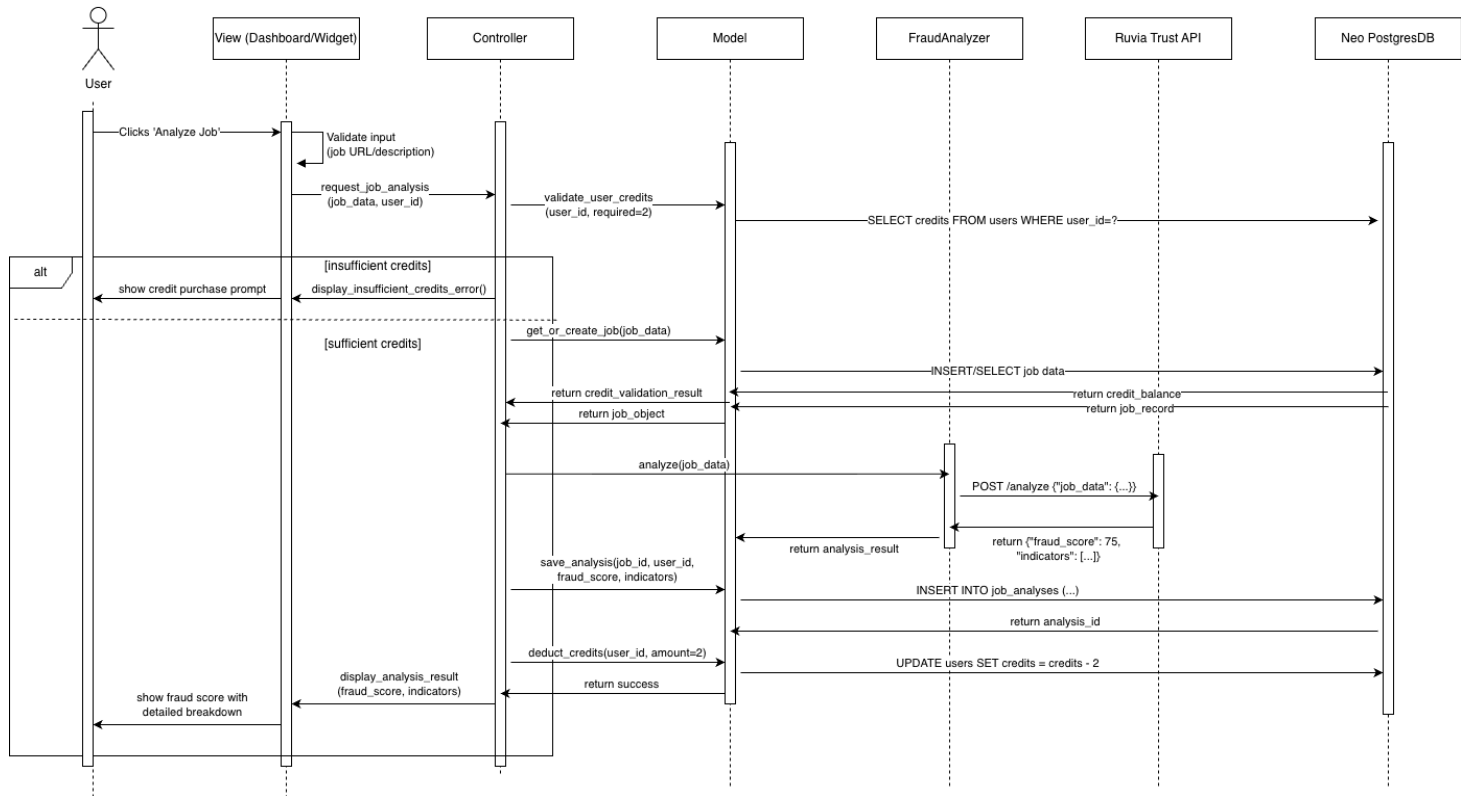 View (Dashboard/Widget)
Controller
Model
FraudAnalyzer
Ruvia Trust API
Neo PostgresDB
User
Clicks 'Analyze Job'
Validate input
(job URL/description)
request_job_analysis
(job_data, user_id)
validate_user_credits
(user_id, required=2)
SELECT credits FROM users WHERE user_id=?
alt
[insufficient credits]
show credit purchase prompt
display_insufficient_credits_error()
get_or_create_job(job_data)
[sufficient credits]
INSERT/SELECT job data
return credit_validation_result
return credit_balance
return job_record
return job_object
analyze(job_data)
POST /analyze {"job_data": {...}}
return {"fraud_score": 75,
"indicators": [...]}
return analysis_result
save_analysis(job_id, user_id,
fraud_score, indicators)
INSERT INTO job_analyses (...)
return analysis_id
deduct_credits(user_id, amount=2)
UPDATE users SET credits = credits - 2
display_analysis_result
(fraud_score, indicators)
return success
show fraud score with
detailed breakdown